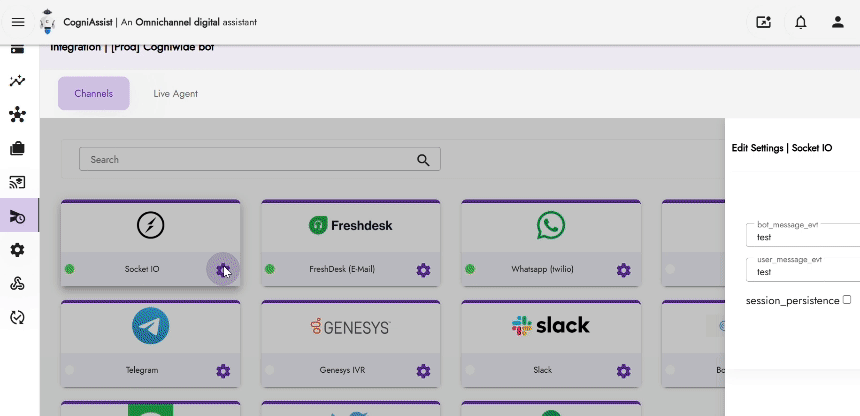 CogniAssist | An Omnichannel digital assistant
Integration | [Prod] Cogniwide bot
Channels
Live Agent
Search
Edit Settings | Socket IO
bot_message_evt
test
user_message_evt
test
session_persistence
Freshdesk
Socket IO
FreshDesk (E-Mail)
Whatsapp (twilio)
GENESYS
slack
Telegram
Genesys IVR
Slack
Bo